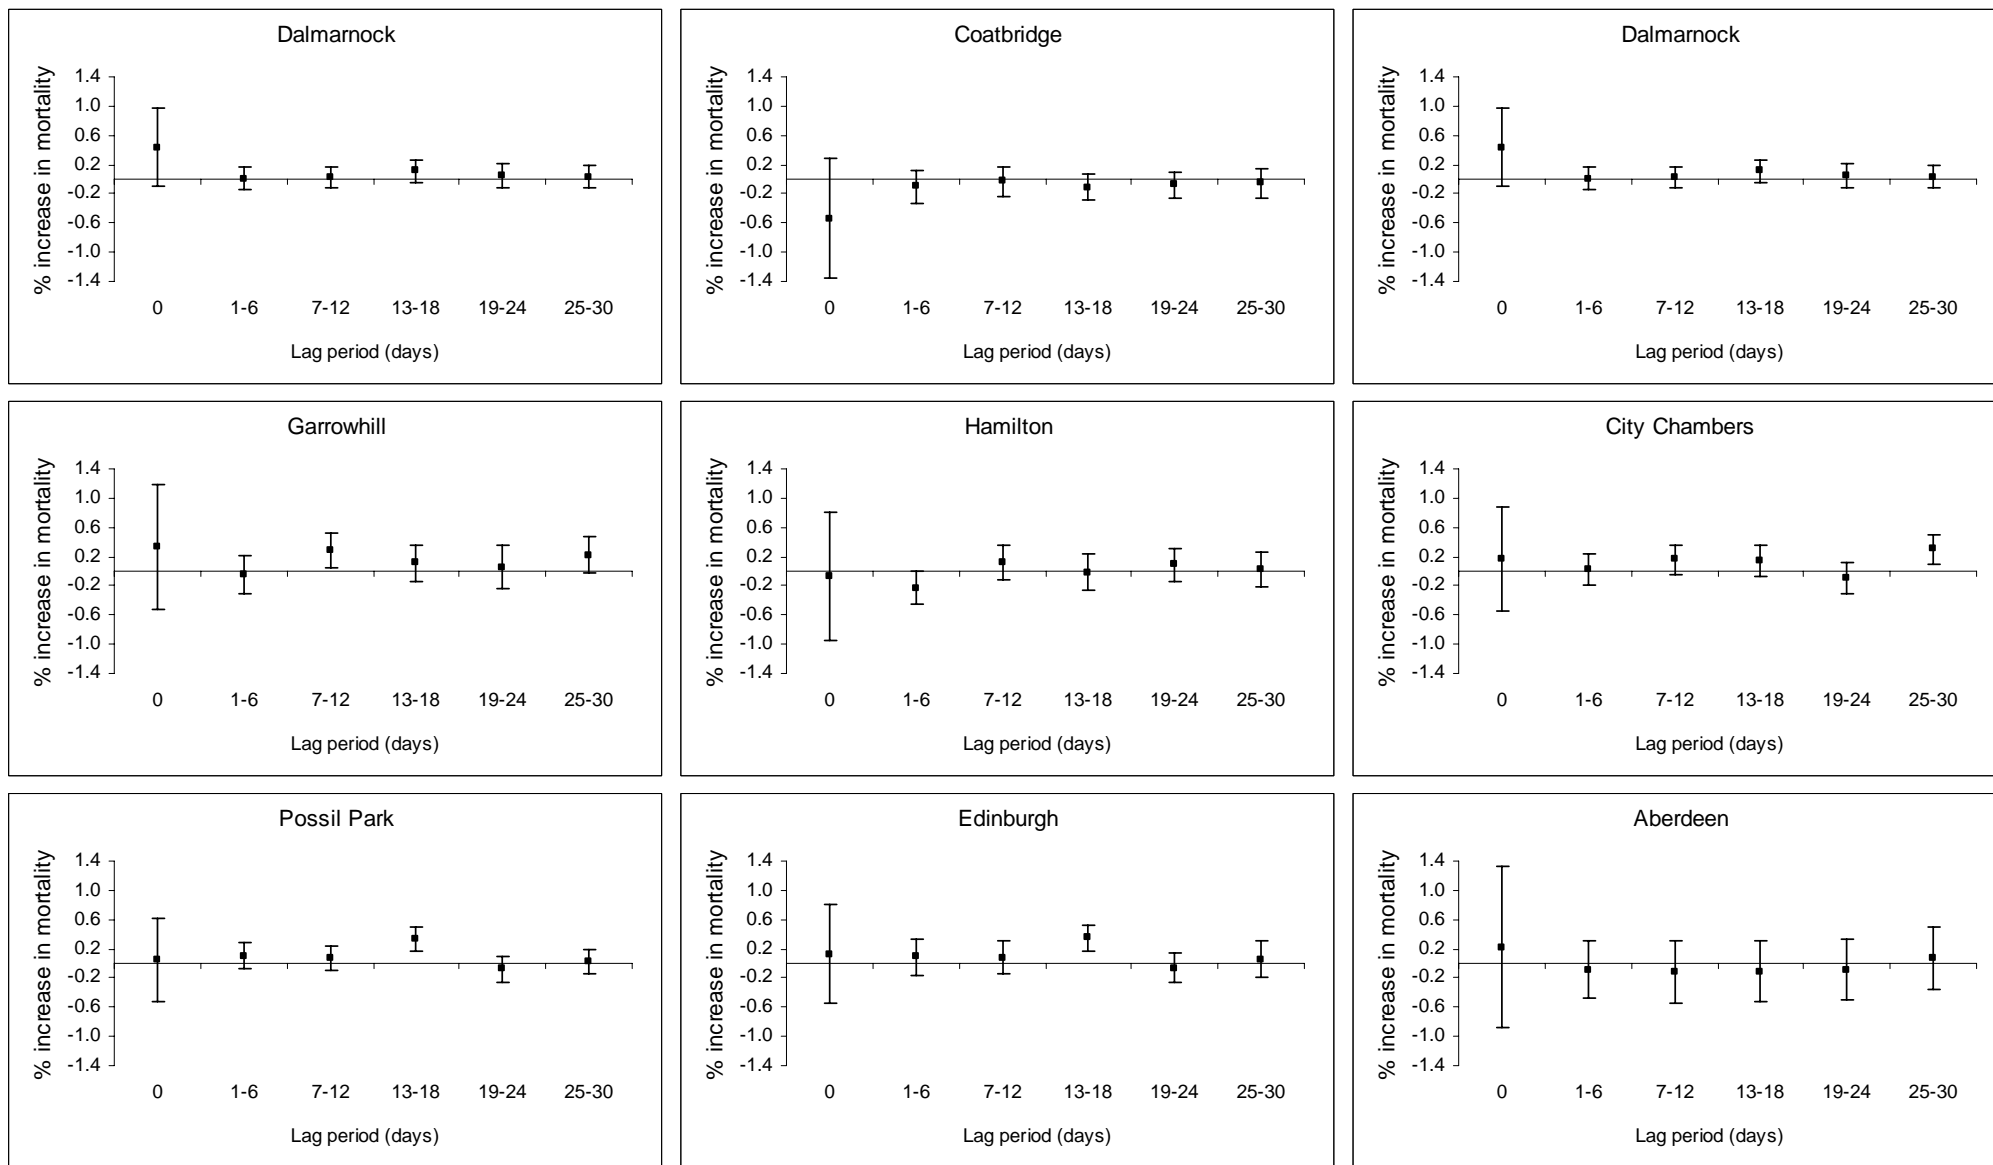 Dalmarnock
% increase in mortality
1.4
1.0
0.6
0.2
-0.2
-0.6
-1.0
-1.4
0 1-6 7-12 13-18 19-24 25-30
Lag period (days)
Coatbridge
% increase in mortality
1.4
1.0
0.6
0.2
-0.2
-0.6
-1.0
-1.4
0 1-6 7-12 13-18 19-24 25-30
Lag period (days)
Dalmarnock
% increase in mortality
1.4
1.0
0.6
0.2
-0.2
-0.6
-1.0
-1.4
0 1-6 7-12 13-18 19-24 25-30
Lag period (days)
Garrowhill
% increase in mortality
1.4
1.0
0.6
0.2
-0.2
-0.6
-1.0
-1.4
0 1-6 7-12 13-18 19-24 25-30
Lag period (days)
Hamilton
% increase in mortality
1.4
1.0
0.6
0.2
-0.2
-0.6
-1.0
-1.4
0 1-6 7-12 13-18 19-24 25-30
Lag period (days)
City Chambers
% increase in mortality
1.4
1.0
0.6
0.2
-0.2
-0.6
-1.0
-1.4
0 1-6 7-12 13-18 19-24 25-30
Lag period (days)
Possil Park
% increase in mortality
1.4
1.0
0.6
0.2
-0.2
-0.6
-1.0
-1.4
0 1-6 7-12 13-18 19-24 25-30
Lag period (days)
Edinburgh
% increase in mortality
1.4
1.0
0.6
0.2
-0.2
-0.6
-1.0
-1.4
0 1-6 7-12 13-18 19-24 25-30
Lag period (days)
Aberdeen
% increase in mortality
1.4
1.0
0.6
0.2
-0.2
-0.6
-1.0
-1.4
0 1-6 7-12 13-18 19-24 25-30
Lag period (days)